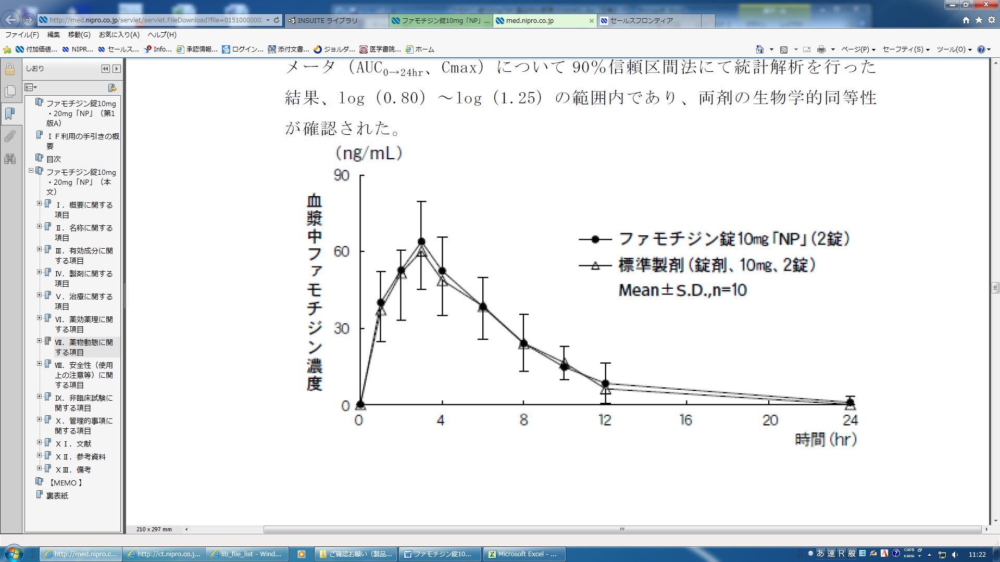 http://med.nipro.co.jp/servlet/servlet.FileDownload?file=0151000000
INSUITE ライブラリ
ファモチジン錠10mg「NP」...
med.nipro.co.jp
セールスフロンティア
ファイル(F) 編集 移動(G) お気に入り(A) ヘルプ(H)
付加価値... NIPR... セールス... Info... 承認情報... ログイン... 添付文書... ジョルダ... 医学書院... ホーム
ページ(P) セーフティ(S) ツール(O)
しおり
ファモチジン錠10mg
・20mg「NP」（第1
版A）
ＩＦ利用の手引きの概
要
目次
ファモチジン錠10mg
・20mg「NP」（本
文）
Ⅰ．概要に関する
項目
Ⅱ．名称に関する
項目
Ⅲ．有効成分に関
する項目
Ⅳ．製剤に関する
項目
Ⅴ．治療に関する
項目
Ⅵ．薬効薬理に関
する項目
Ⅶ．薬物動態に関
する項目
Ⅷ．安全性（使用
上の注意等）に関
する項目
Ⅸ．非臨床試験に
関する項目
Ⅹ．管理的事項に
関する項目
ⅩⅠ．文献
ⅩⅡ．参考資料
ⅩⅢ．備考
【MEMO 】
裏表紙
メータ（AUC0→24hr、Cmax）について 90％信頼区間法にて統計解析を行った
結果、log（0.80）～log（1.25）の範囲内であり、両剤の生物学的同等性
が確認された。
(ng/mL)
血漿中ファモチジン濃度
90
60
30
0
ファモチジン錠10mg「NP」(2錠)
標準製剤(錠剤、10mg、2錠)
Mean±S.D.,n=10
0 4 8 12 16 20 24
時間(hr)
210 x 297 mm
http://med.nipro.c...
http://ct.nipro.co.j...
lib_file_list - Wind...
ご確認お願い（製品...
ファモチジン錠10...
Microsoft Excel - ...
あ 連 R 般
CAPS
KANA
11:22